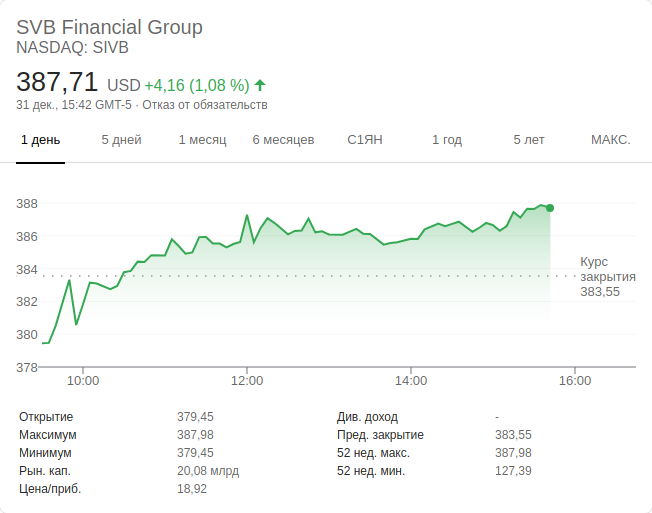 SVB Financial Group
NASDAQ: SIVB
387,71 USD +4,16 (1,08 %)
31 дек., 15:42 GMT-5 · Отказ от обязательств
1 день 5 дней 1 месяц 6 месяцев С1ЯН 1 год 5 лет МАКС.
388
386
384
382
380
378
Курс
закрытия
383,55
10:00 12:00 14:00 16:00
Открытие 379,45 Див. доход -
Максимум 387,98 Пред. закрытие 383,55
Минимум 379,45 52 нед. макс. 387,98
Рын. кап. 20,08 млрд 52 нед. мин. 127,39
Цена/приб. 18,92